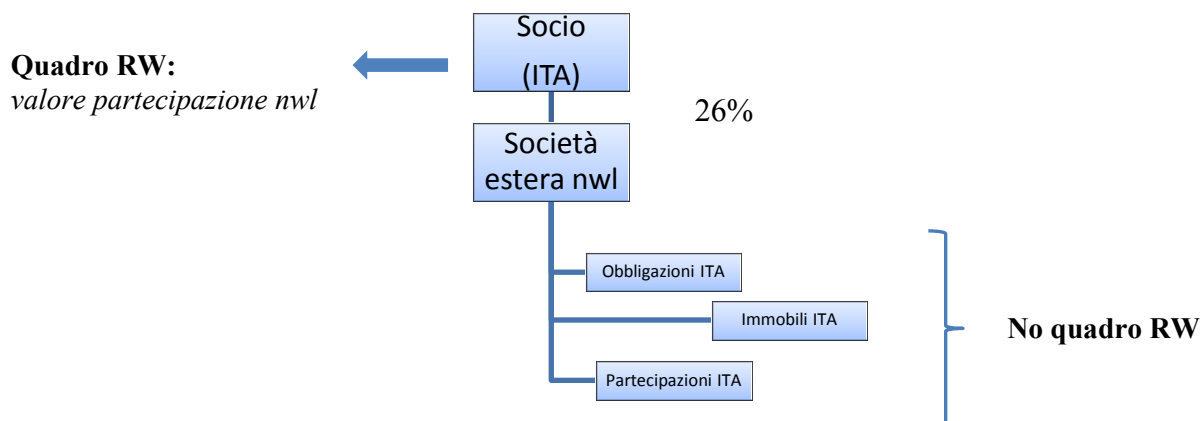 Socio
(ITA)
Quadro RW:
valore partecipazione nwl
26%
Società
estera nwl
Obbligazioni ITA
Immobili ITA
No quadro RW
Partecipazioni ITA